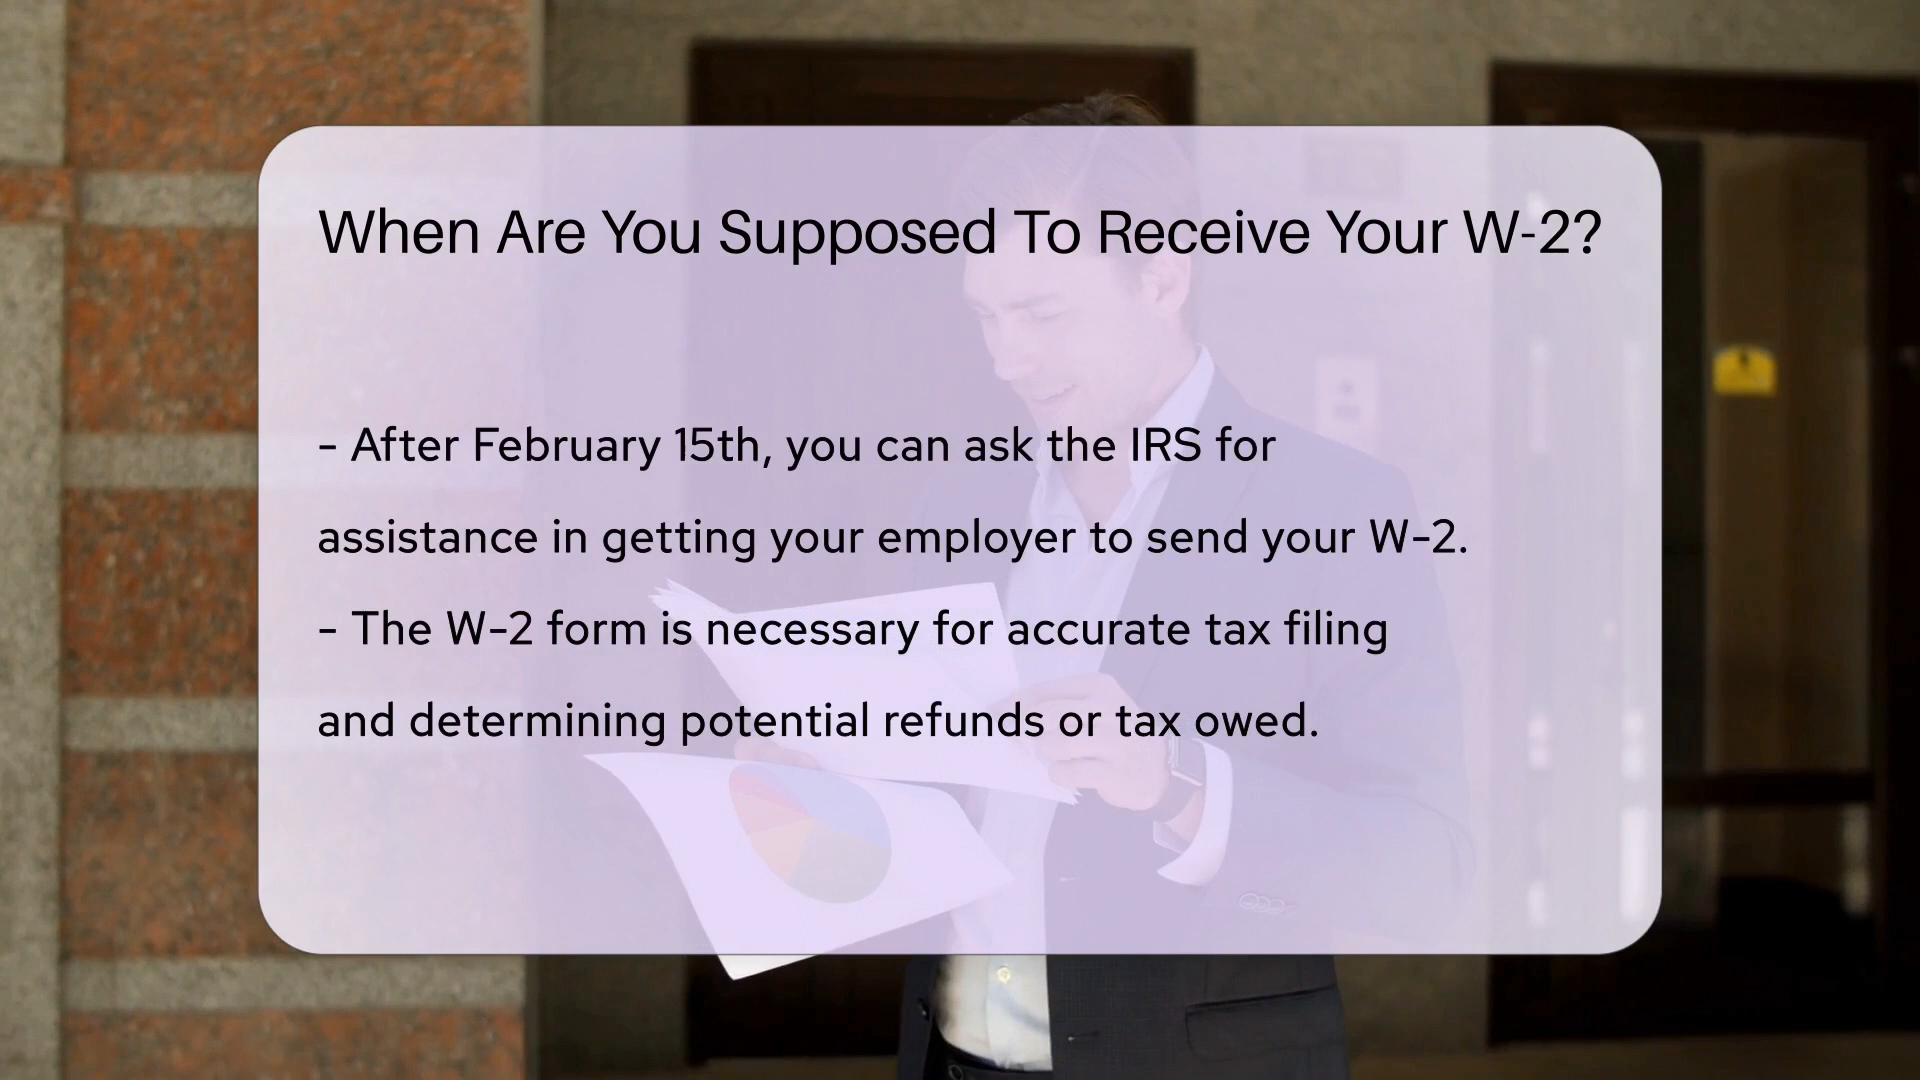 When Are You Supposed To Receive Your W-2?
- After February 15th, you can ask the IRS for
assistance in getting your employer to send your W-2.
- The W-2 form is necessary for accurate tax filing
and determining potential refunds or tax owed.